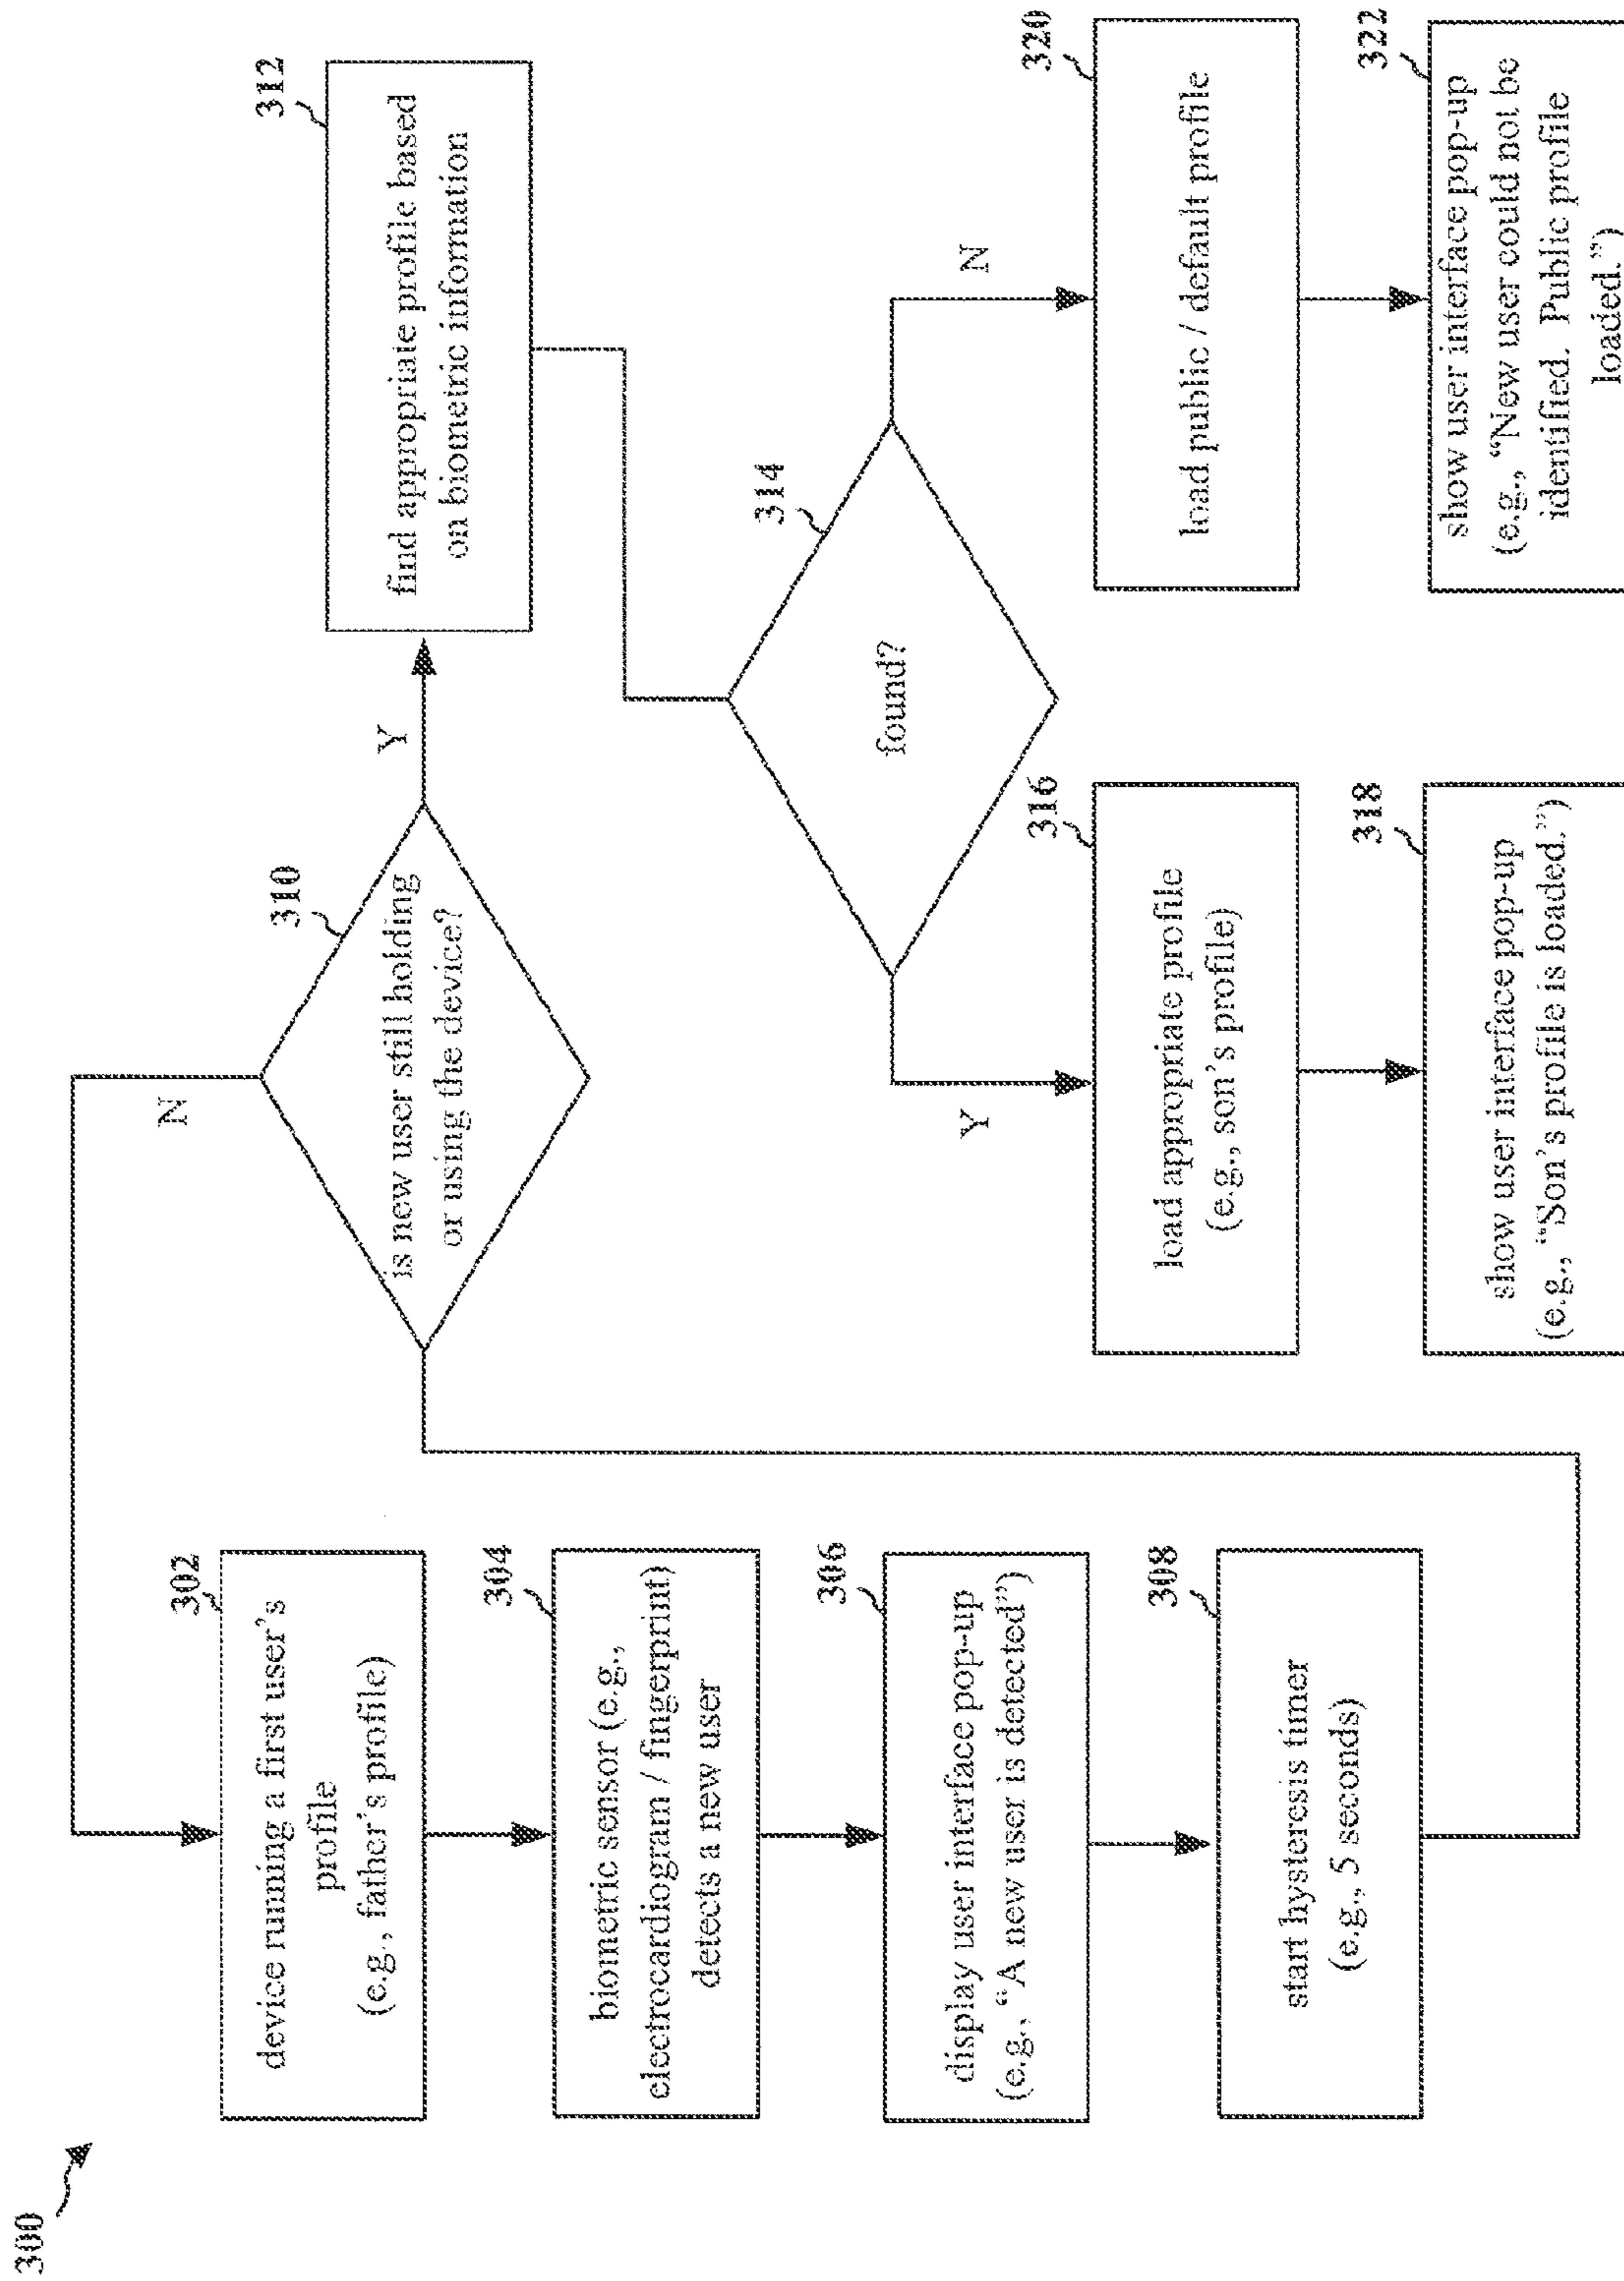 300
302
device running a first user's
profile
(e.g., father's profile)
304
biometric sensor (e.g.,
electrocardiogram / fingerprint)
detects a new user
306
display user interface pop-up
(e.g., “A new user is detected”)
308
start hysteresis timer
(e.g., 5 seconds)
310
is new user still holding
or using the device?
N
Y
312
find appropriate profile based
on biometric information
314
found?
Y
N
316
load appropriate profile
(e.g., son's profile)
318
show user interface pop-up
(e.g., “Son's profile is loaded.”)
320
load public / default profile
322
show user interface pop-up
(e.g., “New user could not be
identified. Public profile
loaded.”)